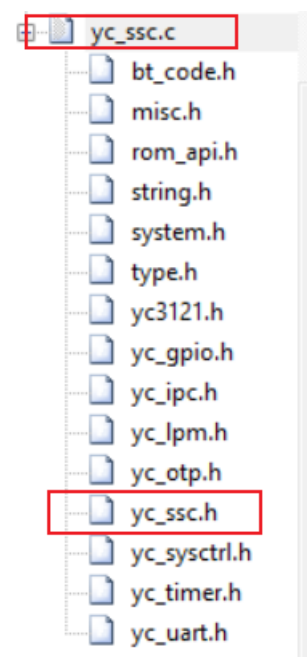 yc_ssc.c
bt_code.h
misc.h
rom_api.h
string.h
system.h
type.h
yc3121.h
yc_gpio.h
yc_ipc.h
yc_lpm.h
yc_otp.h
yc_ssc.h
yc_sysctrl.h
yc_timer.h
yc_uart.h